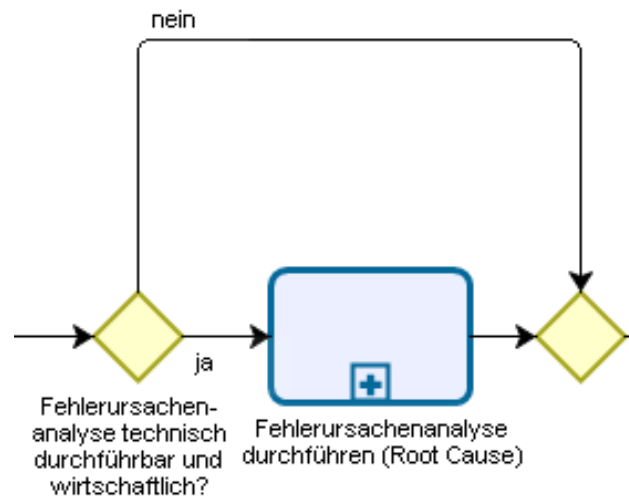 nein
ja
Fehlerursachen-
analyse technisch
durchführbar und
wirtschaftlich?
Fehlerursachenanalyse
durchführen (Root Cause)